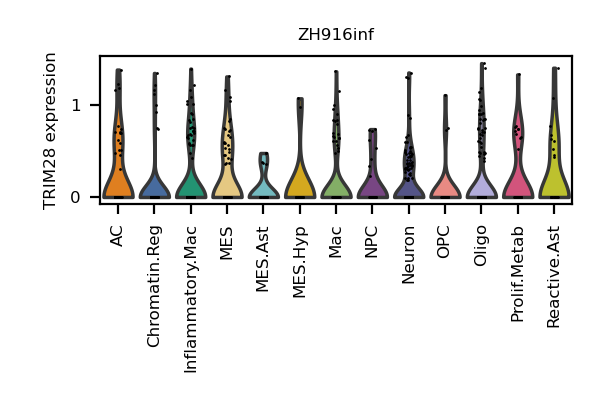 ZH916inf
TRIM28 expression
1
0
AC
Chromatin.Reg
Inflammatory.Mac
MES
MES.Ast
MES.Hyp
Mac
NPC
Neuron
OPC
Oligo
Prolif.Metab
Reactive.Ast